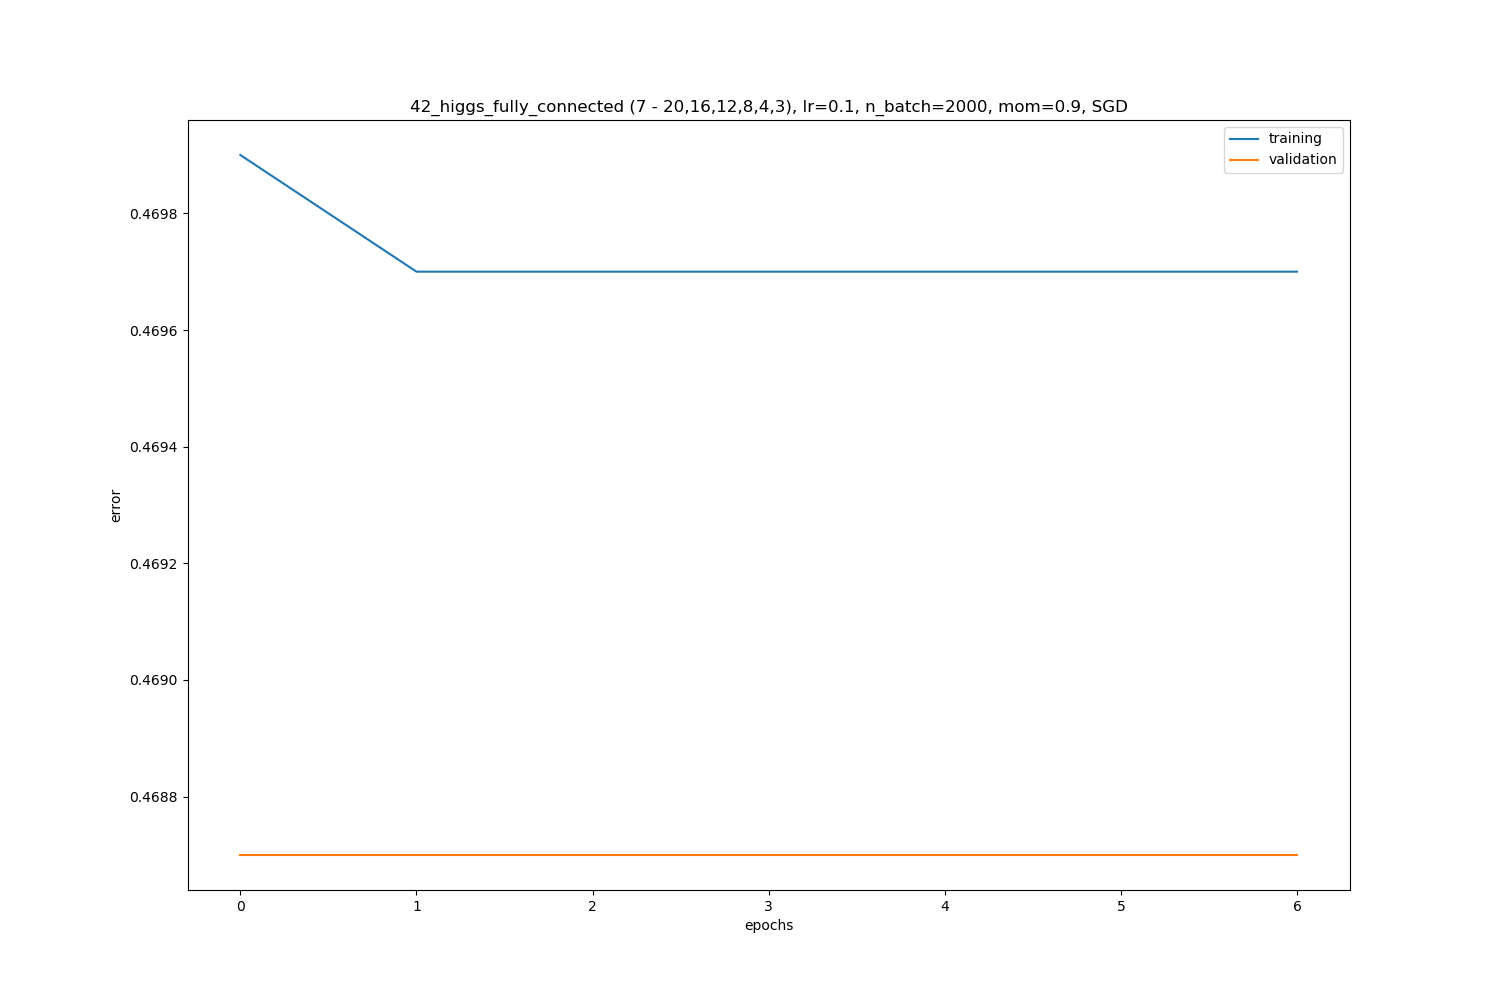 42_higgs_fully_connected (7 - 20,16,12,8,4,3), lr=0.1, n_batch=2000, mom=0.9, SGD
training
validation
0.4698
0.4696
0.4694
0.4692
0.4690
0.4688
error
0 1 2 3 4 5 6
epochs